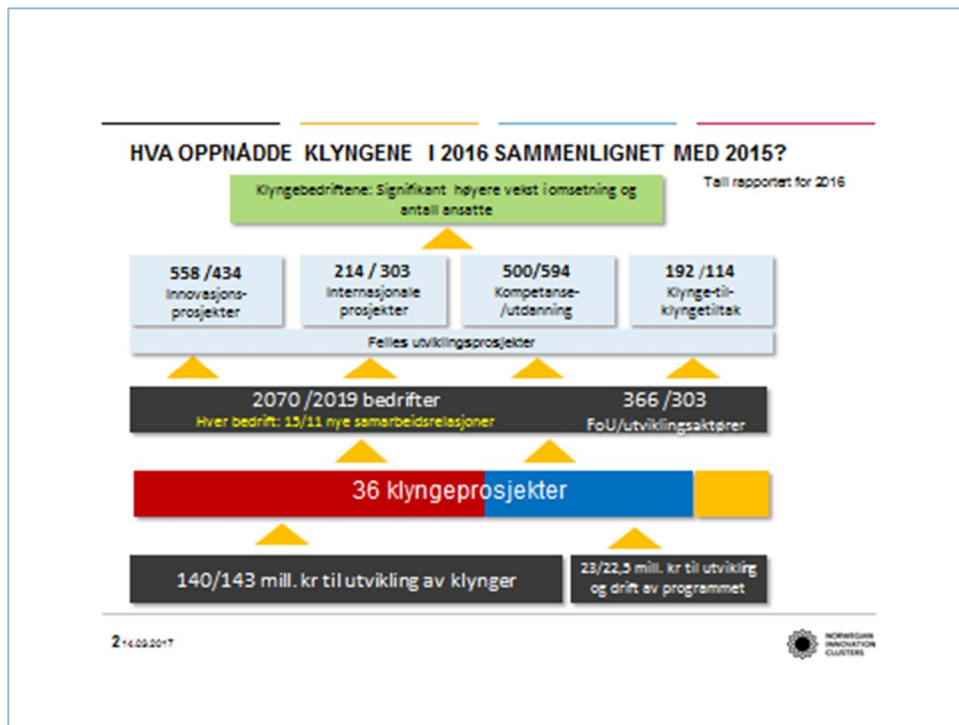 HVA OPPNÅDDE KLYNGENE I 2016 SAMMENLIGNET MED 2015?
Tall rapportert for 2016
Klyngebedriftene: Signifikant høyere vekst i omsetning og
antall ansatte
558 /434
Innovasjons-
prosjekter
214 / 303
Internasjonale
prosjekter
500/594
Kompetanse-
/utdanning
192 /114
Klynge-til-
klyngetiltak
Felles utviklingsprosjekter
2070 /2019 bedrifter
Hver bedrift: 15/11 nye samarbeidsrelasjoner
366 /303
FoU/utviklingsaktører
36 klyngeprosjekter
140/143 mill. kr til utvikling av klynger
23/22,5 mill. kr til utvikling
og drift av programmet
2 14.09.2017
NORWEGIAN
INNOVATION
CLUSTERS